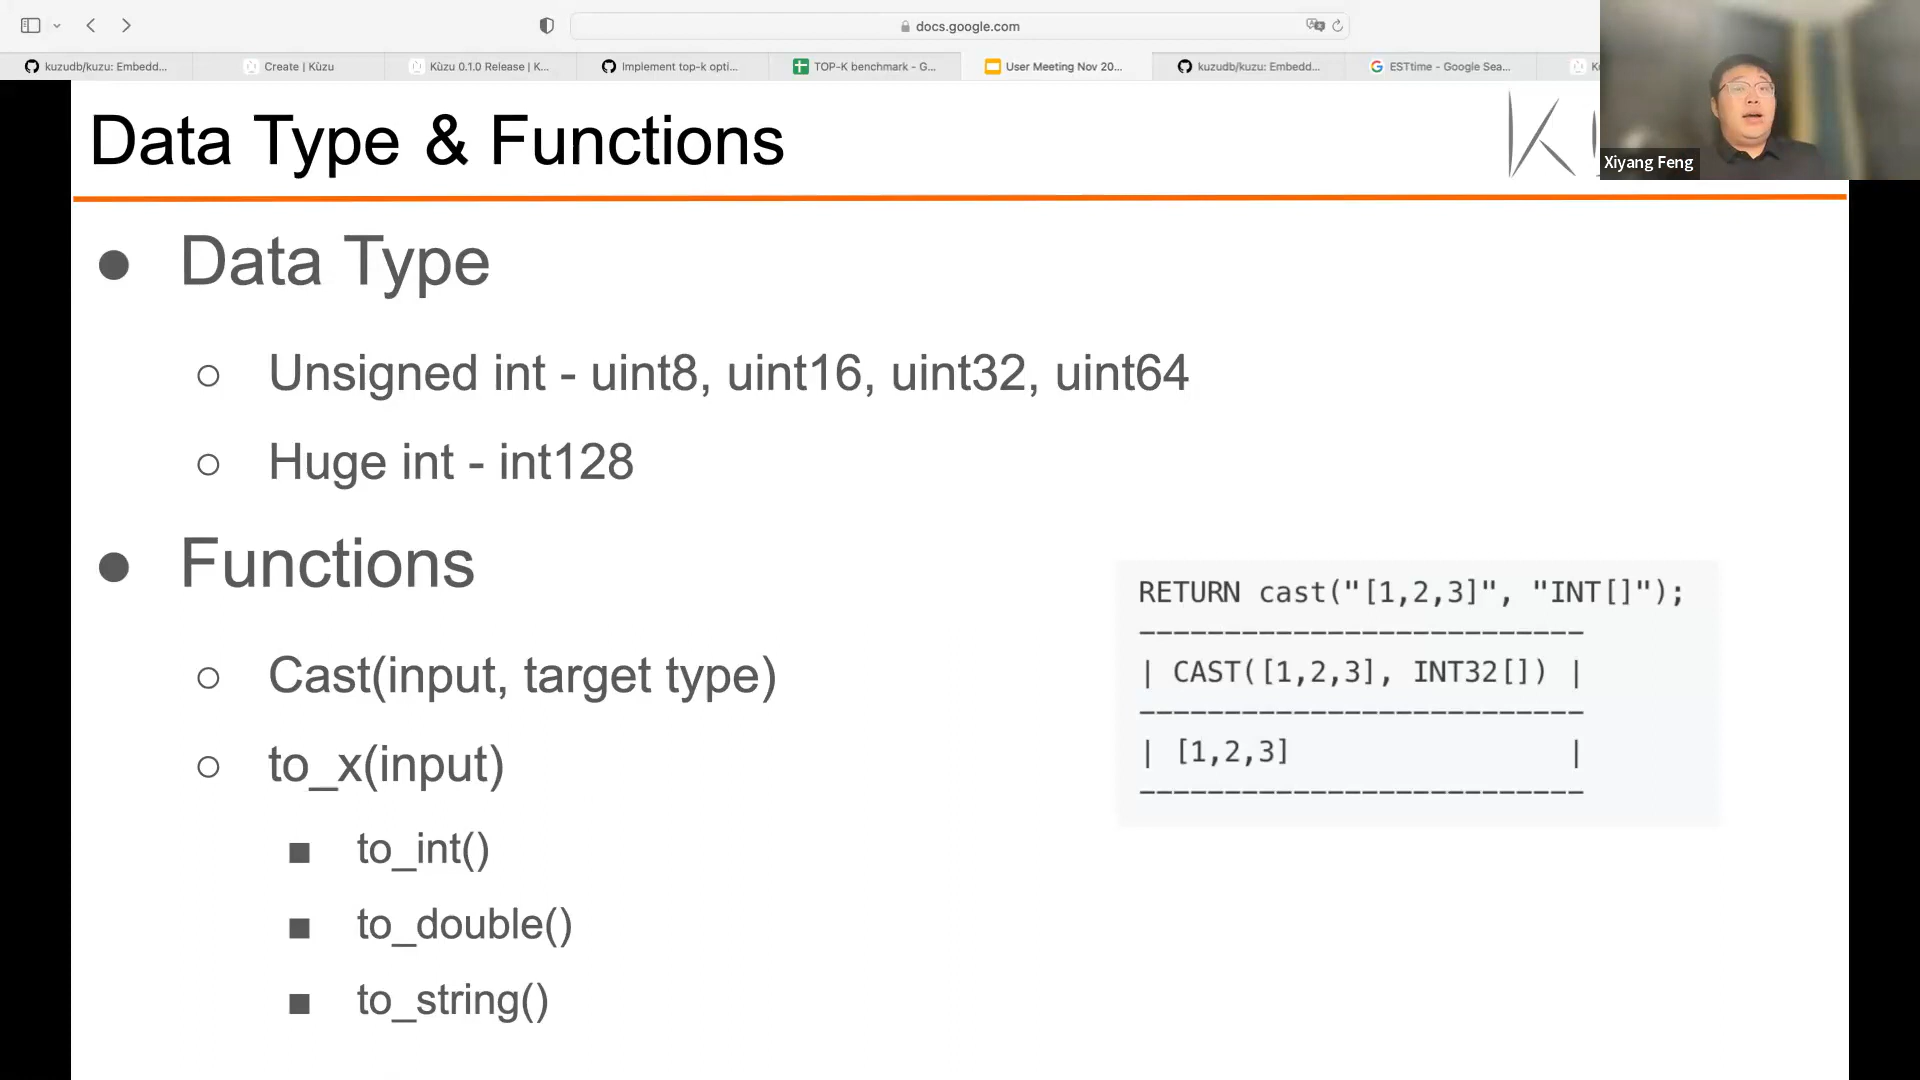 docs.google.com
kuzudb/kuzu: Embedd...
Create | Kùzu
Kùzu 0.1.0 Release | K...
Implement top-k opti...
TOP-K benchmark - G...
User Meeting Nov 20...
kuzudb/kuzu: Embedd...
ESTtime - Google Sea...
Data Type & Functions
K
Xiyang Feng
● Data Type
○ Unsigned int - uint8, uint16, uint32, uint64
○ Huge int - int128
● Functions
○ Cast(input, target type)
○ to_x(input)
■ to_int()
■ to_double()
■ to_string()
RETURN cast("[1,2,3]", "INT[]");
--------------------------
| CAST([1,2,3], INT32[]) |
--------------------------
| [1,2,3]                |
--------------------------